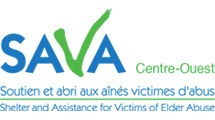 SAVA Centre-Ouest
Soutien et abri aux aînés victimes d'abus
Shelter and Assistance for Victims of Elder Abuse